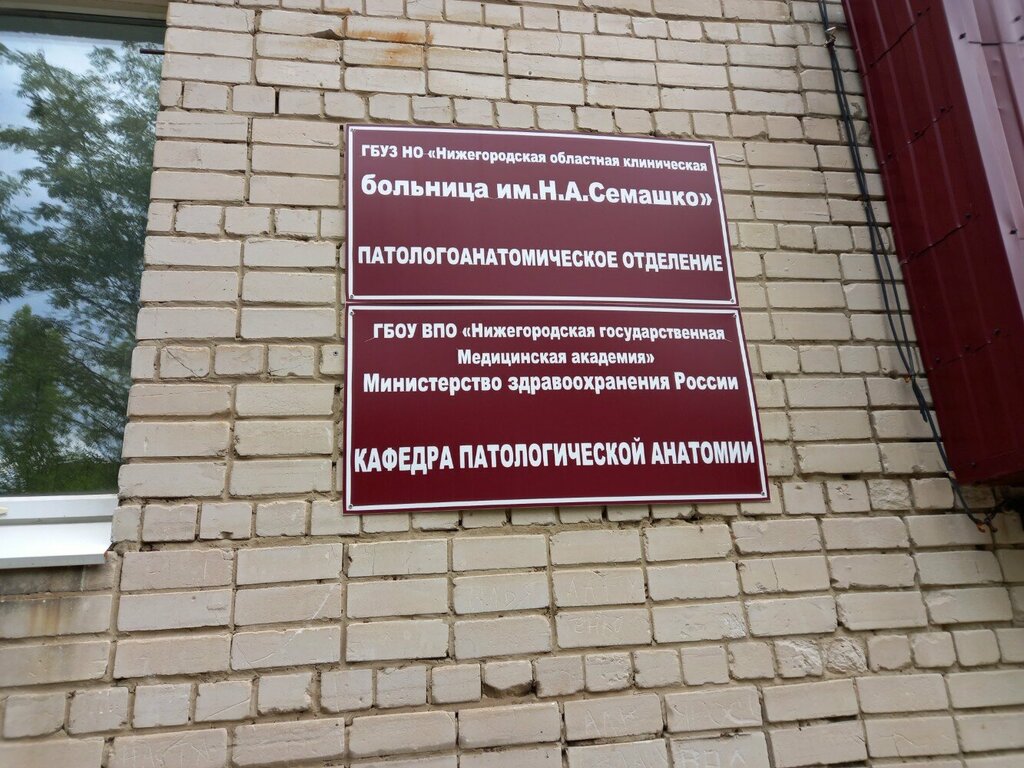 ГБУЗ НО «Нижегородская областная клиническая
больница им.Н.А.Семашко»
ПАТОЛОГОАНАТОМИЧЕСКОЕ ОТДЕЛЕНИЕ
ГБОУ ВПО «Нижегородская государственная
Медицинская академия»
Министерство здравоохранения России
КАФЕДРА ПАТОЛОГИЧЕСКОЙ АНАТОМИИ